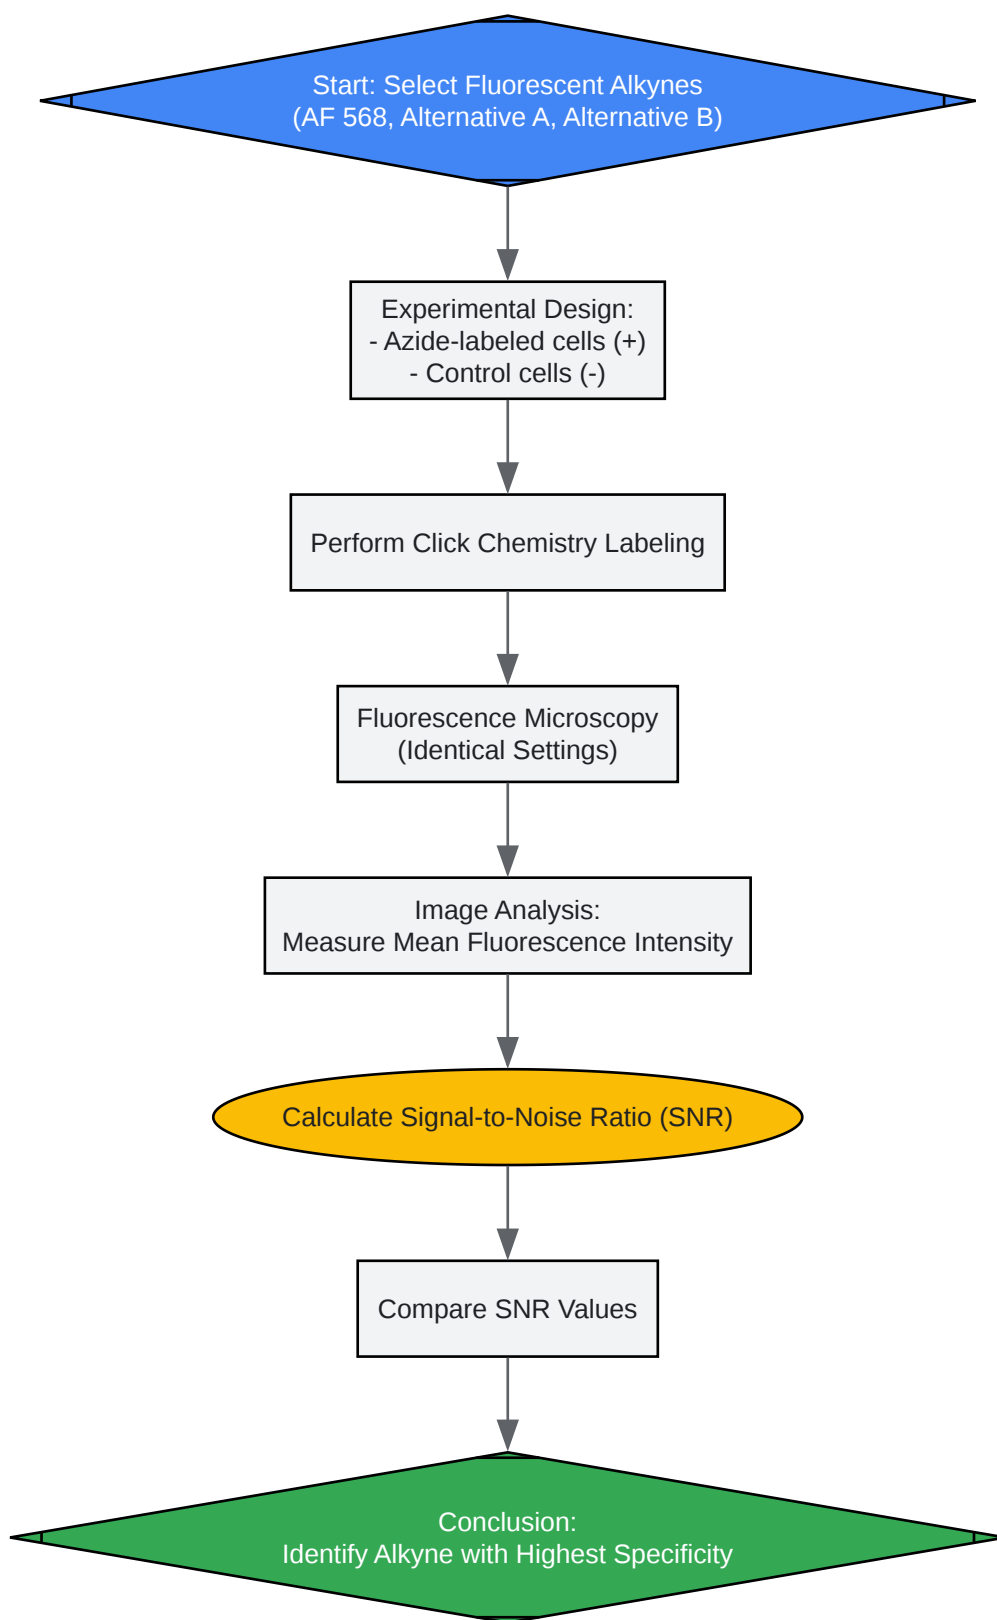 Start: Select Fluorescent Alkynes
(AF 568, Alternative A, Alternative B)
Experimental Design:
- Azide-labeled cells (+)
- Control cells (-)
Perform Click Chemistry Labeling
Fluorescence Microscopy
(Identical Settings)
Image Analysis:
Measure Mean Fluorescence Intensity
Calculate Signal-to-Noise Ratio (SNR)
Compare SNR Values
Conclusion:
Identify Alkyne with Highest Specificity